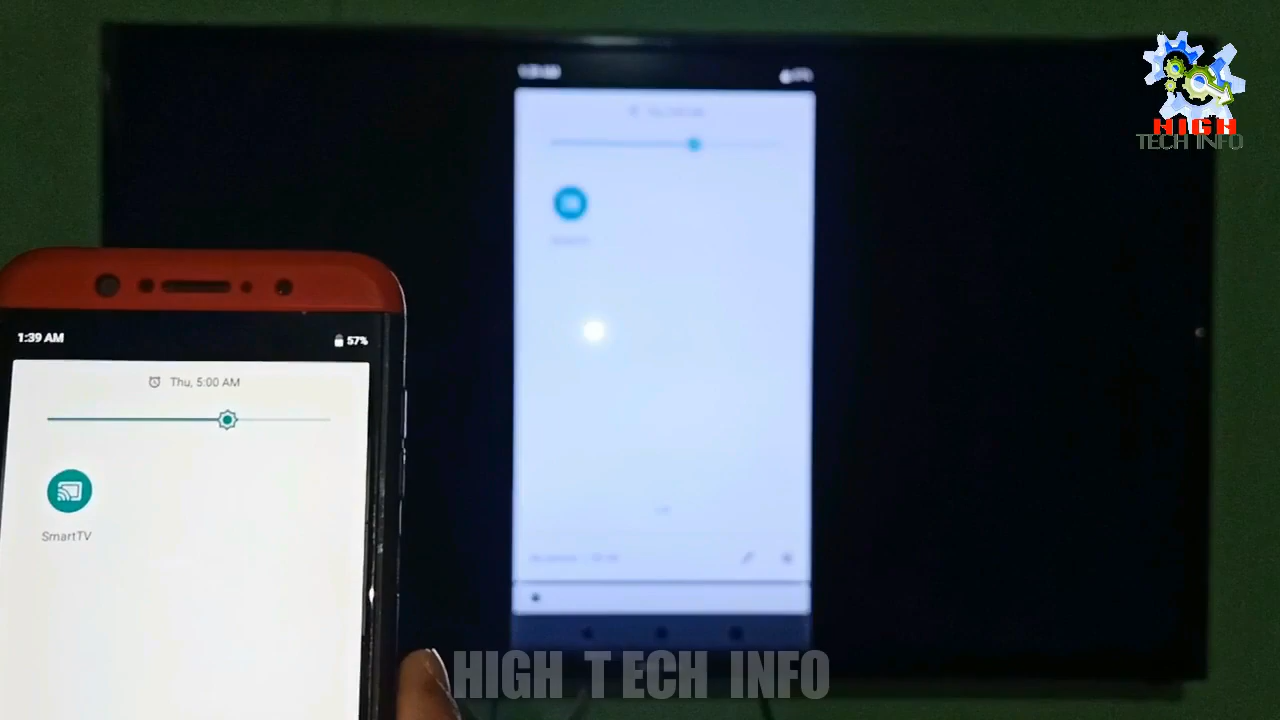 HIGH
TECH INFO
1:39 AM
57%
Thu, 5:00 AM
SmartTV
HIGH TECH INFO